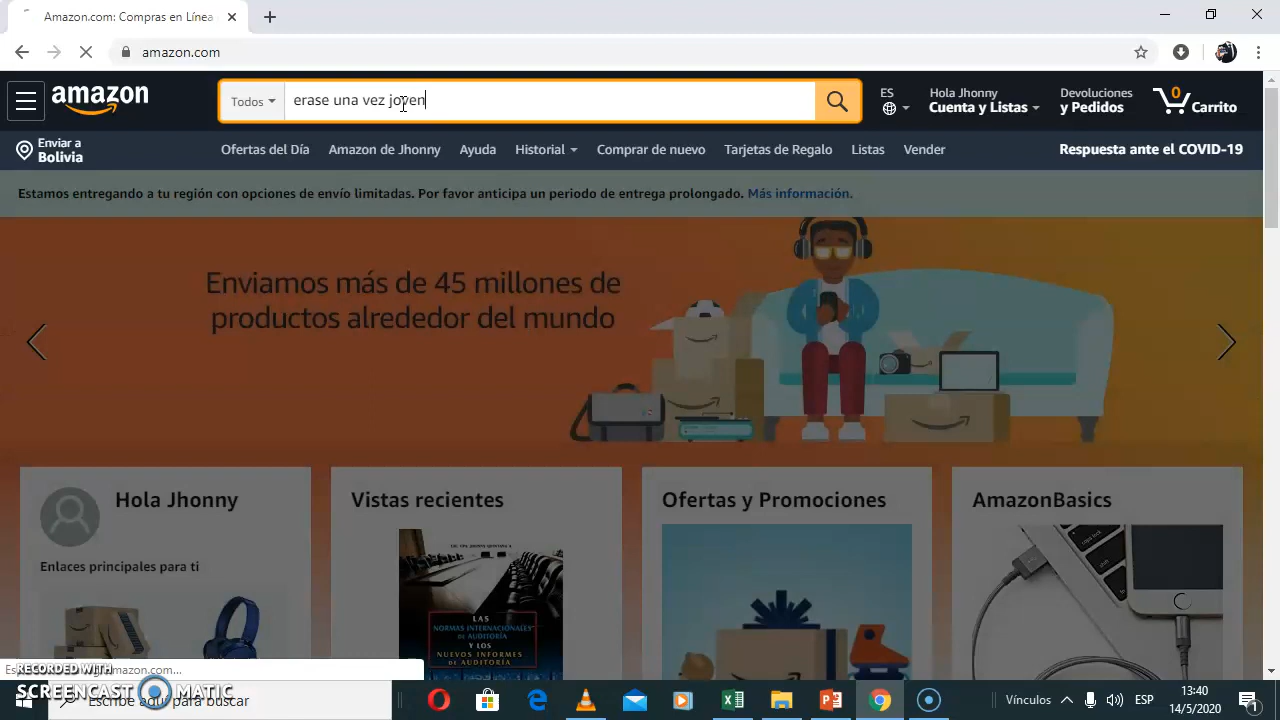 Amazon.com: Compras en Línea
amazon.com
amazon
Todos
erase una vez joven
ES
Hola Jhonny
Cuenta y Listas
Devoluciones
y Pedidos
0
Carrito
Enviar a
Bolivia
Ofertas del Día
Amazon de Jhonny
Ayuda
Historial
Comprar de nuevo
Tarjetas de Regalo
Listas
Vender
Respuesta ante el COVID-19
Estamos entregando a tu región con opciones de envío limitadas. Por favor anticipa un periodo de entrega prolongado. Más información.
Enviamos más de 45 millones de
productos alrededor del mundo
Hola Jhonny
Enlaces principales para ti
Vistas recientes
LAS
NORMAS INTERNACIONALES
DE AUDITORÍA
Y LOS
NUEVOS INFORMES
DE AUDITORÍA
Ofertas y Promociones
AmazonBasics
amazon.com...
RECORDED WITH
SCREENCAST MATIC
Escribe aquí para buscar
Vínculos
ESP
13:40
14/5/2020
1